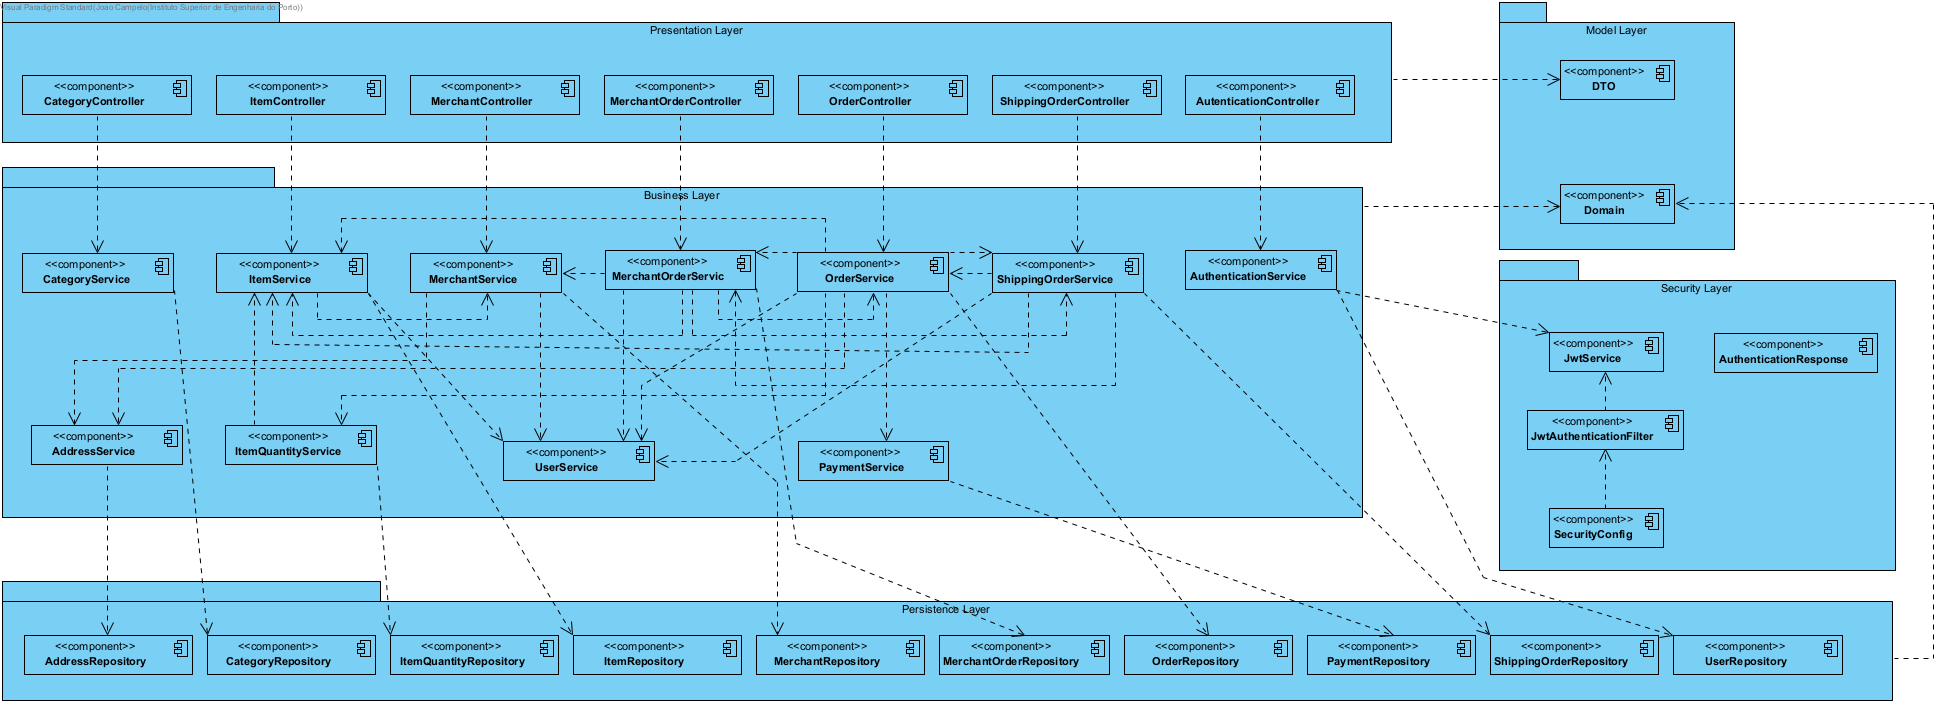 Visual Paradigm Standard(Joao Campelo(Instituto Superior de Engenharia do Porto))
Presentation Layer
Model Layer
<<component>>
CategoryController
<<component>>
ItemController
<<component>>
MerchantController
<<component>>
MerchantOrderController
<<component>>
OrderController
<<component>>
ShippingOrderController
<<component>>
AutenticationController
<<component>>
DTO
<<component>>
Domain
Business Layer
<<component>>
CategoryService
<<component>>
ItemService
<<component>>
MerchantService
<<component>>
MerchantOrderServic
<<component>>
OrderService
<<component>>
ShippingOrderService
<<component>>
AuthenticationService
<<component>>
AddressService
<<component>>
ItemQuantityService
<<component>>
UserService
<<component>>
PaymentService
Security Layer
<<component>>
JwtService
<<component>>
AuthenticationResponse
<<component>>
JwtAuthenticationFilter
<<component>>
SecurityConfig
Persistence Layer
<<component>>
AddressRepository
<<component>>
CategoryRepository
<<component>>
ItemQuantityRepository
<<component>>
ItemRepository
<<component>>
MerchantRepository
<<component>>
MerchantOrderRepository
<<component>>
OrderRepository
<<component>>
PaymentRepository
<<component>>
ShippingOrderRepository
<<component>>
UserRepository